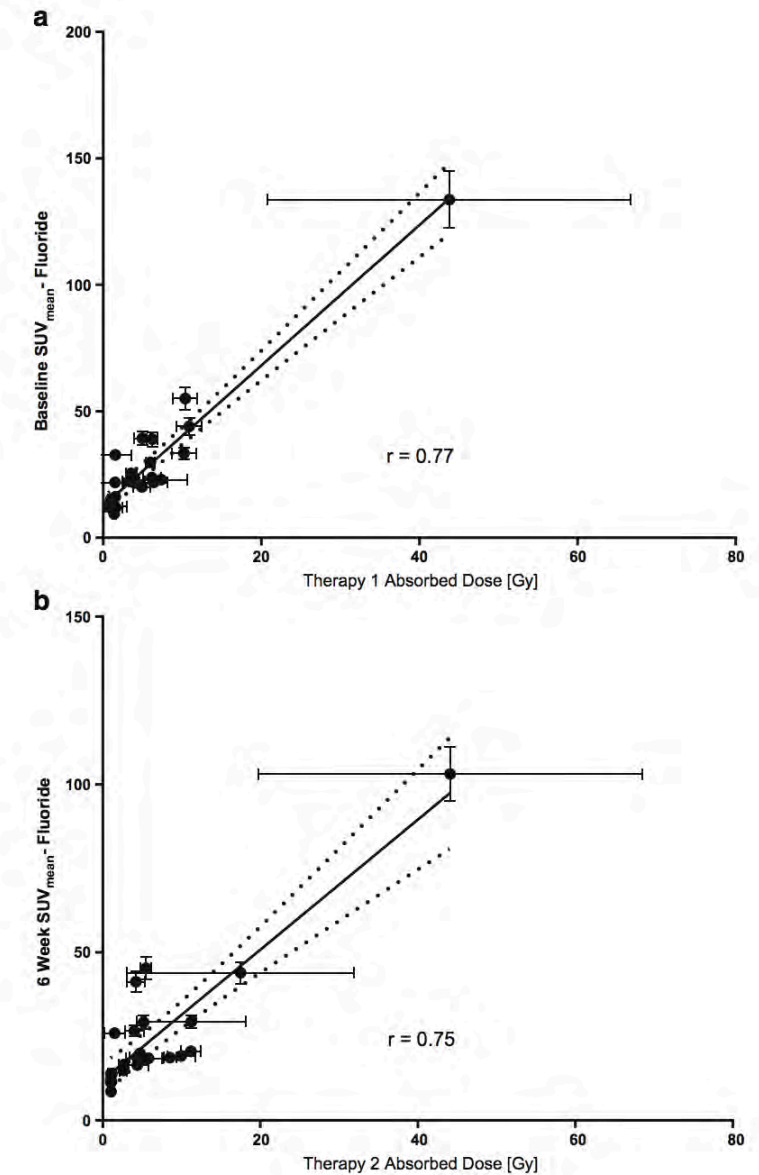 a
200
150
100
50
0
Baseline SUVmean- Fluoride
r = 0.77
0 20 40 60 80
Therapy 1 Absorbed Dose [Gy]
b
150
100
50
0
6 Week SUVmean- Fluoride
r = 0.75
0 20 40 60 80
Therapy 2 Absorbed Dose [Gy]